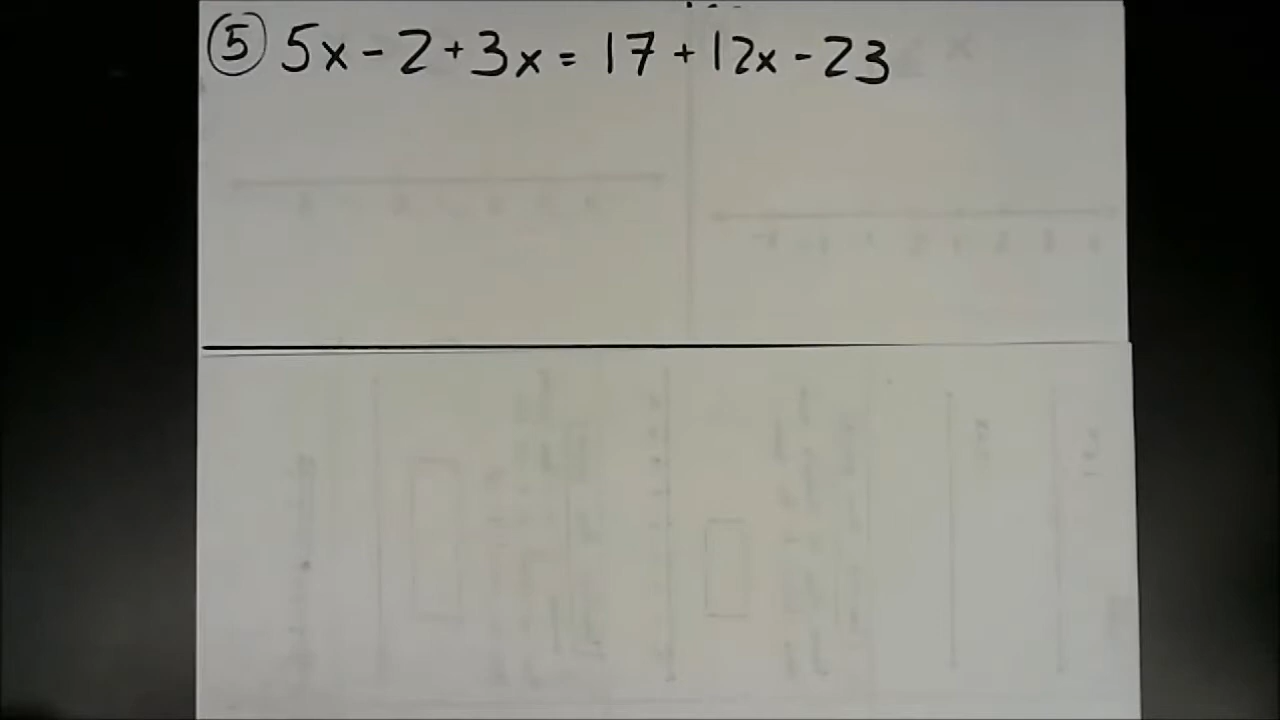 ⑤ 5x - 2 + 3x = 17 + 12x - 23